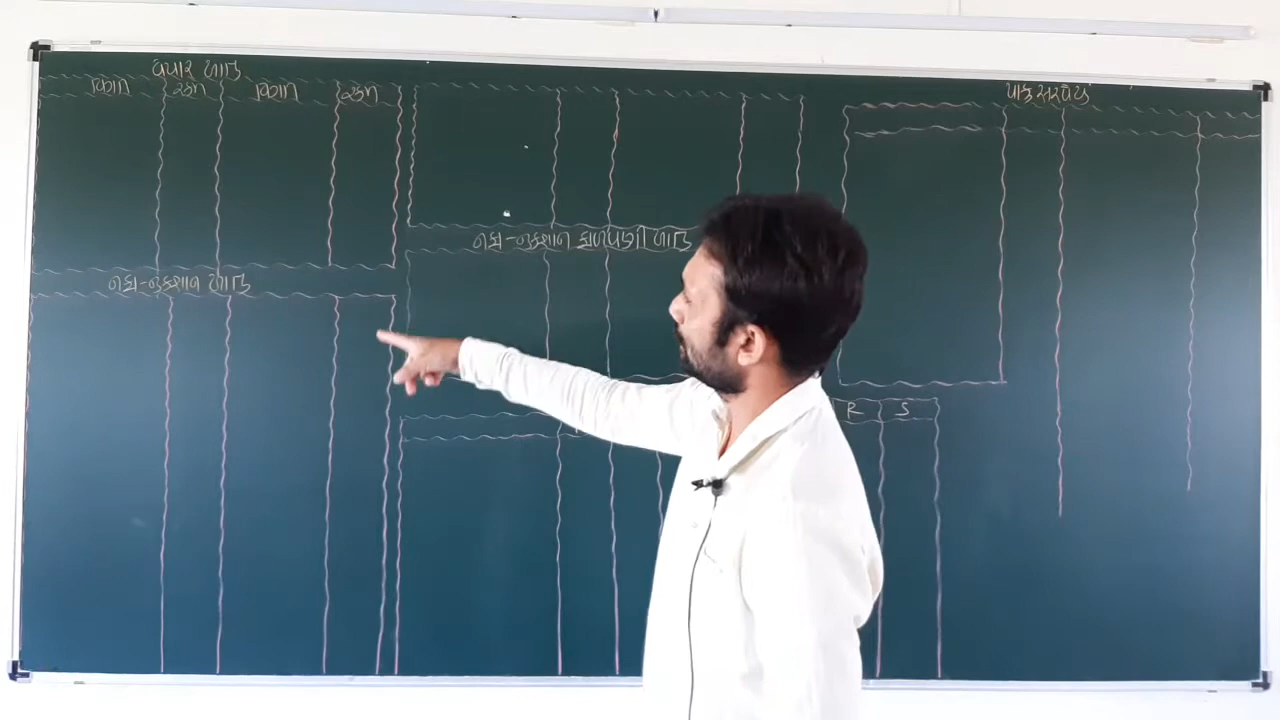 વેપાર ખાતુ
વિગત રકમ વિગત રકમ
નફા-નુકશાન ખાતુ
નફા-નુકશાન ફાળવણી ખાતુ
R S
પાકુ સરવૈયુ